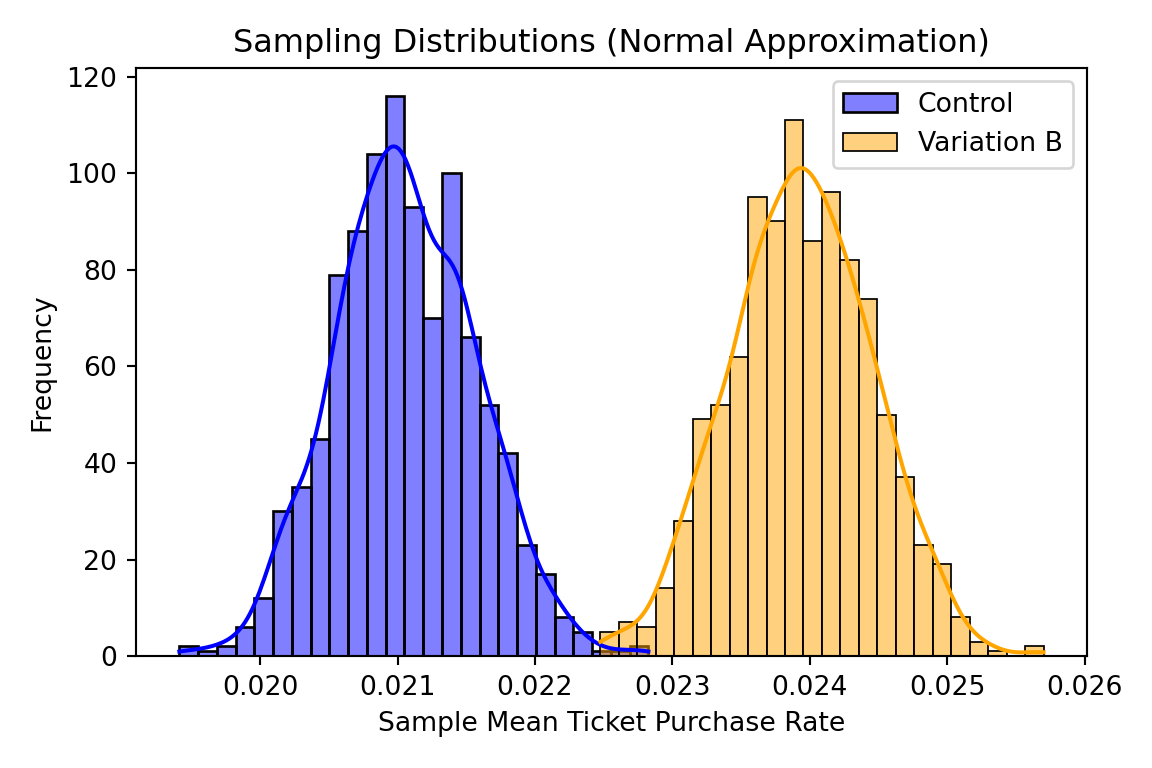 Sampling Distributions (Normal Approximation)
120
100
80
60
40
20
0
Frequency
Control
Variation B
0.020 0.021 0.022 0.023 0.024 0.025 0.026
Sample Mean Ticket Purchase Rate